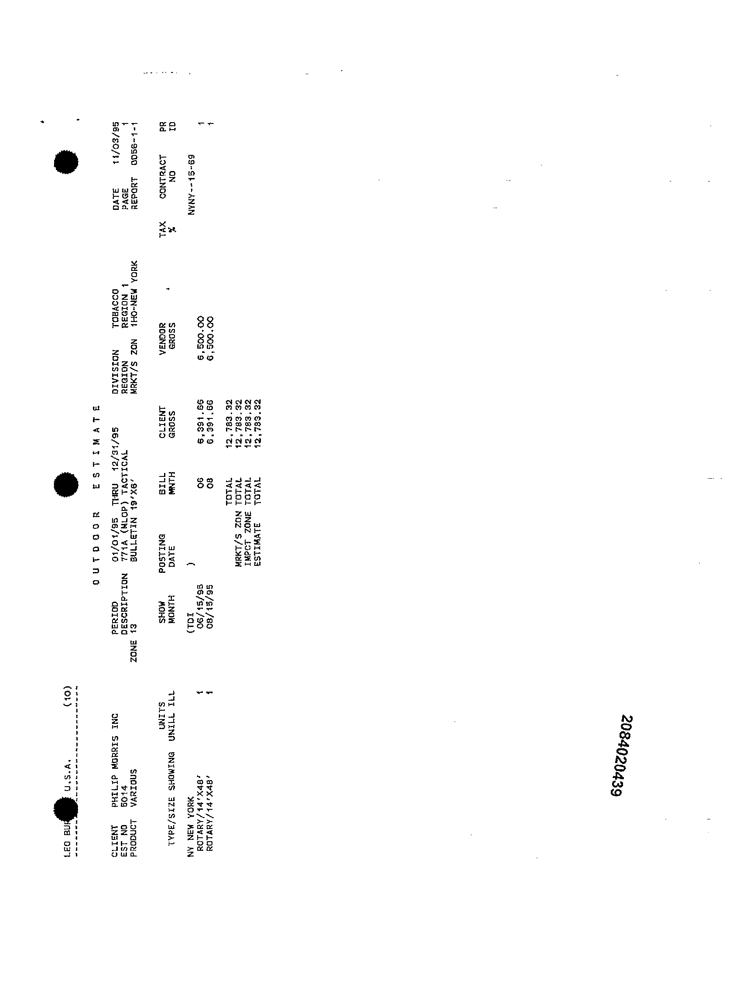 LEO BUR U.S.A. (10)
OUTDOOR ESTIMATE
CLIENT PHILIP MORRIS INC PERIOD 01/01/95 THRU 12/31/95 DIVISION TOBACCO DATE 11/03/95
EST NO 5014 DESCRIPTION 771A (MLOP) TACTICAL REGION REGION 1 PAGE 1
PRODUCT VARIOUS ZONE 13 BULLETIN 19'X6' MRKT/S ZON 1HO-NEW YORK REPORT 0056-1-1
UNITS SHOW POSTING BILL CLIENT VENDOR TAX CONTRACT PR
TYPE/SIZE SHOWING UNILL ILL MONTH DATE MNTH GROSS GROSS % NO ID
NY NEW YORK (TDI ) NYNY--15-69
ROTARY/14'X48' 1 06/15/95 06 6,391.66 6,500.00 1
ROTARY/14'X48' 1 08/15/95 08 6,391.66 6,500.00 1
TOTAL 12,783.32
MRKT/S ZON TOTAL 12,783.32
IMPCT ZONE TOTAL 12,783.32
ESTIMATE TOTAL 12,783.32
2084020439